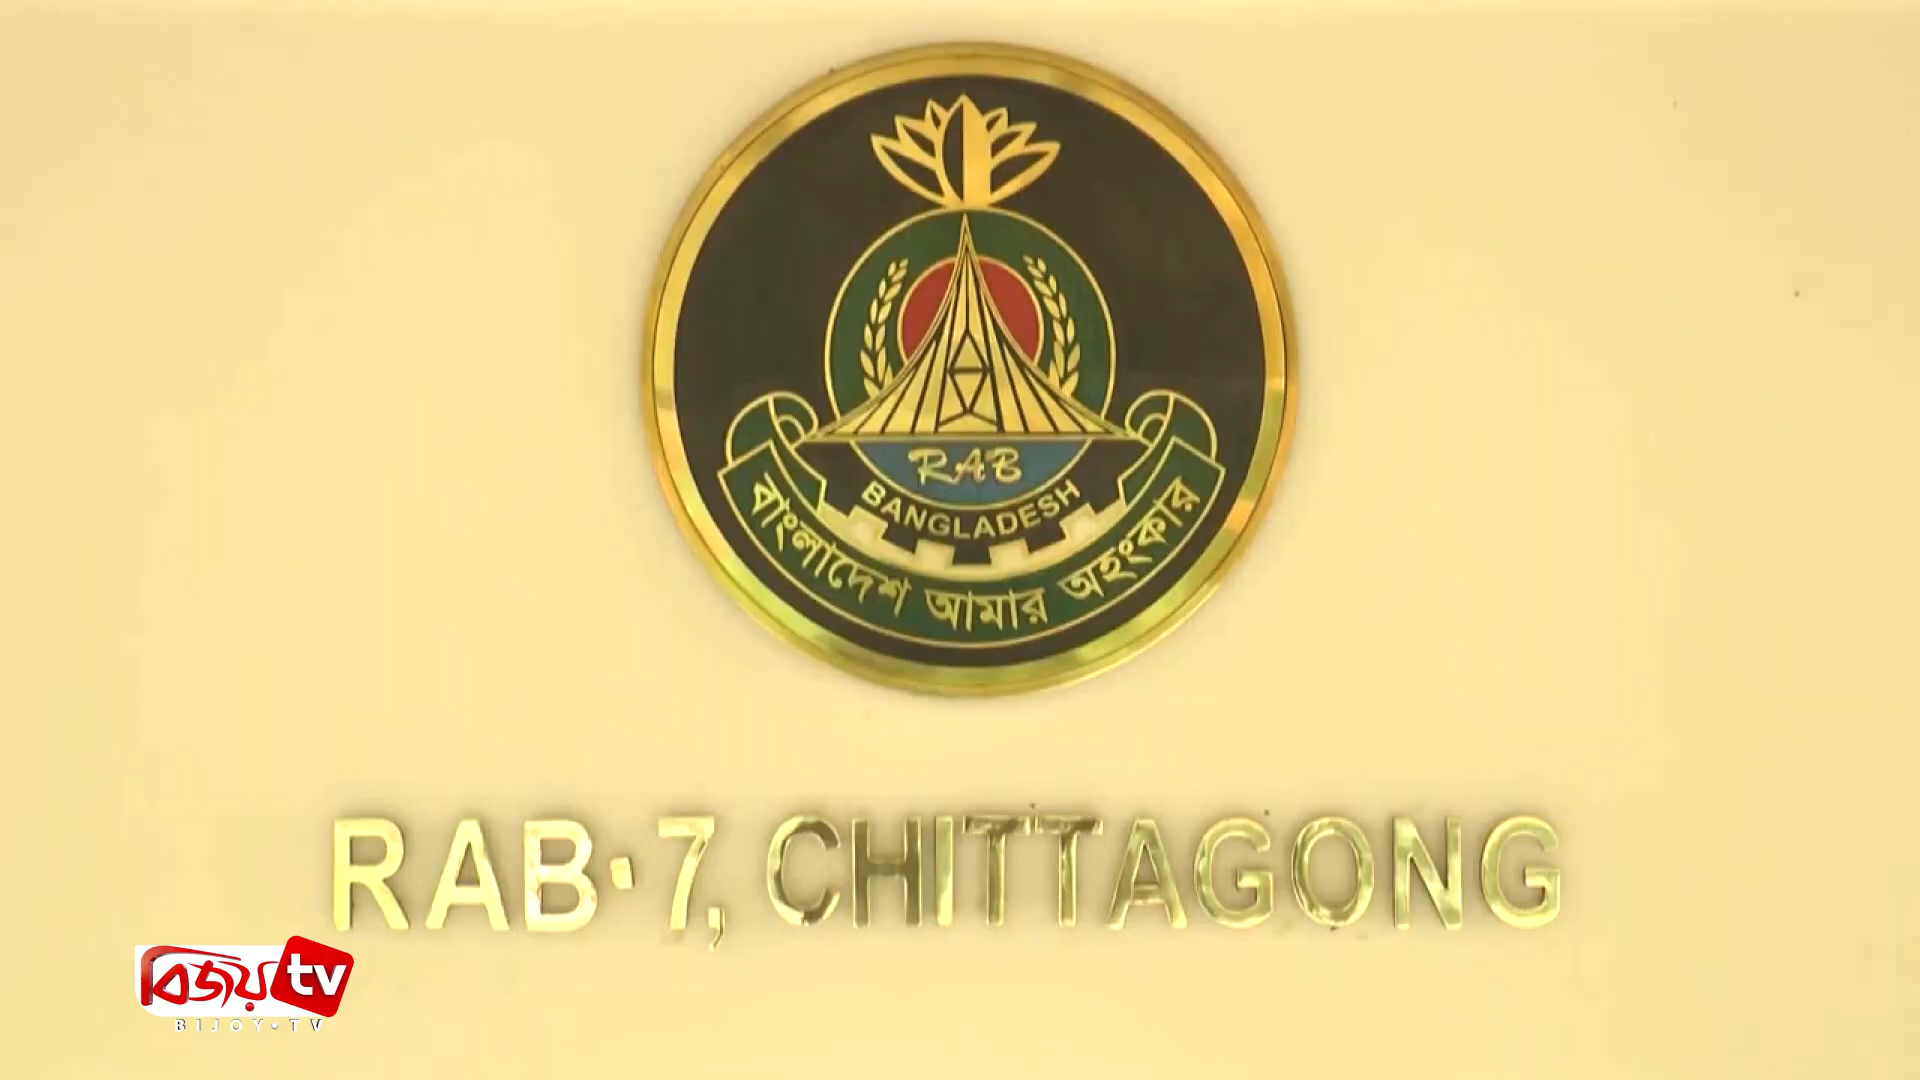 RAB
BANGLADESH
বাংলাদেশ আমার অহংকার
RAB-7, CHITTAGONG
বিজয় tv
BIJOY•TV